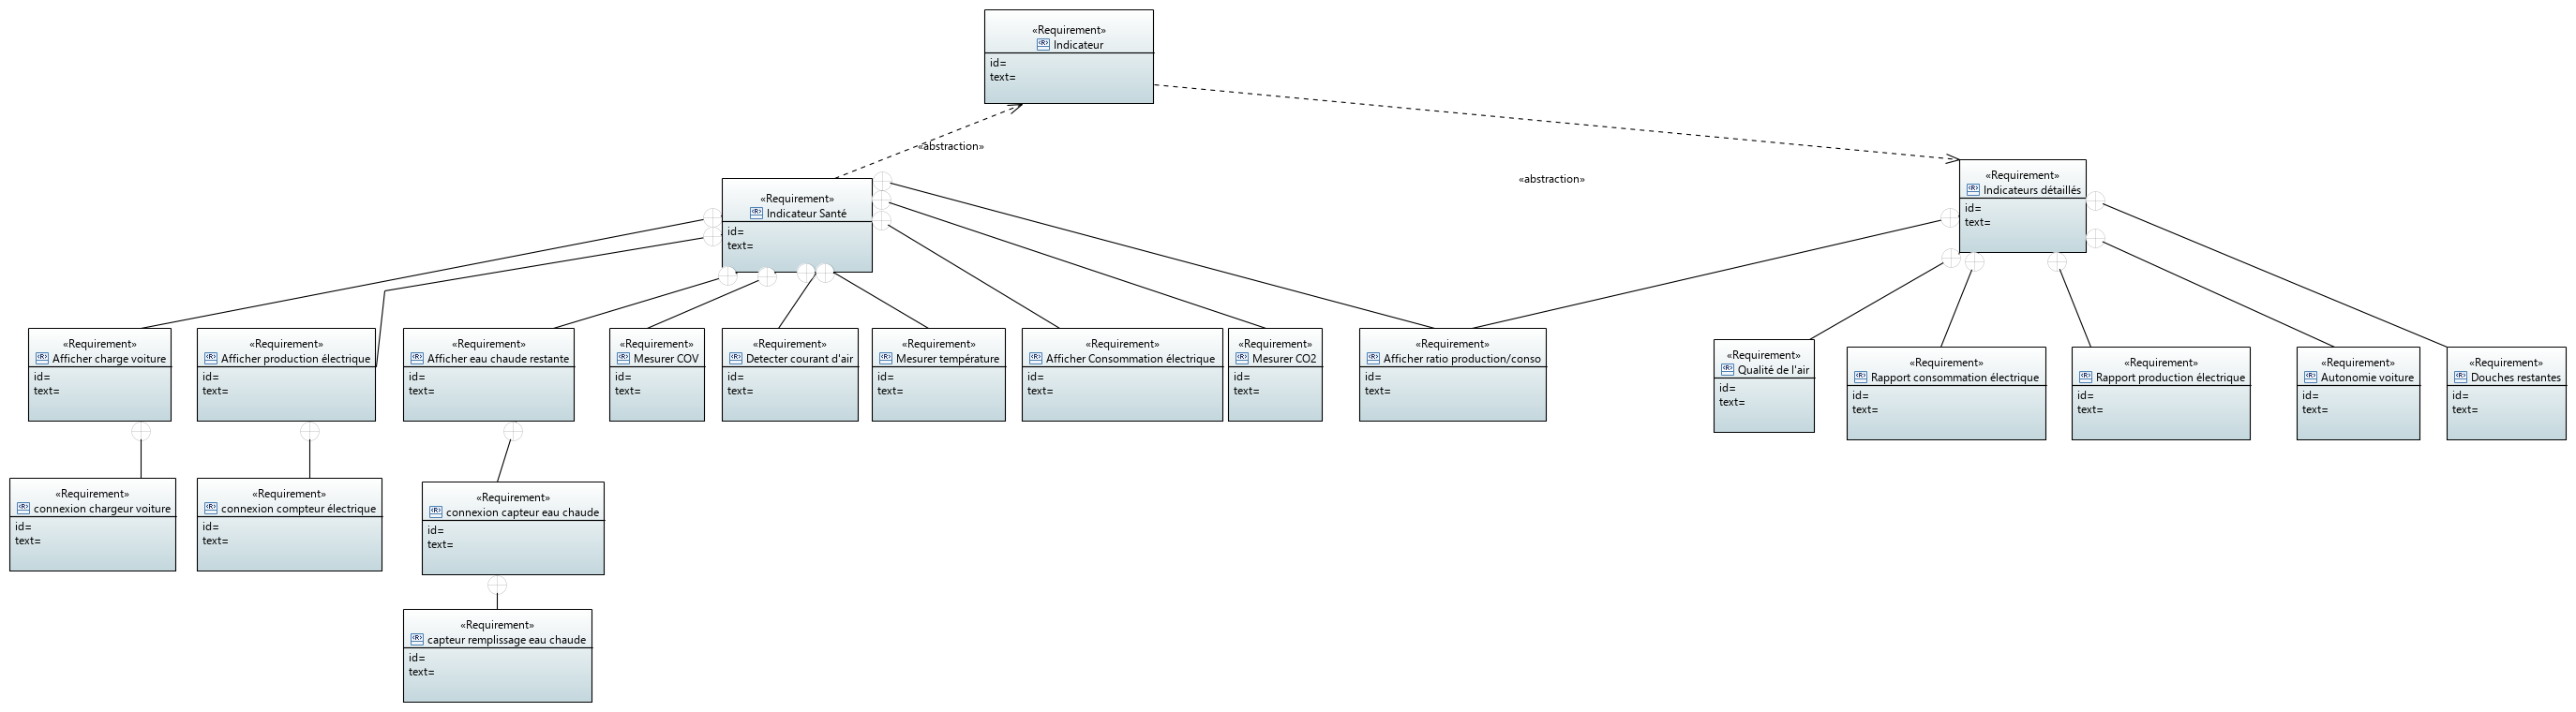 «Requirement»
Indicateur
id=
text=
«abstraction»
«abstraction»
«Requirement»
Indicateur Santé
id=
text=
«Requirement»
Indicateurs détaillés
id=
text=
«Requirement»
Afficher charge voiture
id=
text=
«Requirement»
Afficher production électrique
id=
text=
«Requirement»
Afficher eau chaude restante
id=
text=
«Requirement»
Mesurer COV
id=
text=
«Requirement»
Detecter courant d'air
id=
text=
«Requirement»
Mesurer température
id=
text=
«Requirement»
Afficher Consommation électrique
id=
text=
«Requirement»
Mesurer CO2
id=
text=
«Requirement»
Afficher ratio production/conso
id=
text=
«Requirement»
Qualité de l'air
id=
text=
«Requirement»
Rapport consommation électrique
id=
text=
«Requirement»
Rapport production électrique
id=
text=
«Requirement»
Autonomie voiture
id=
text=
«Requirement»
Douches restantes
id=
text=
«Requirement»
connexion chargeur voiture
id=
text=
«Requirement»
connexion compteur électrique
id=
text=
«Requirement»
connexion capteur eau chaude
id=
text=
«Requirement»
capteur remplissage eau chaude
id=
text=